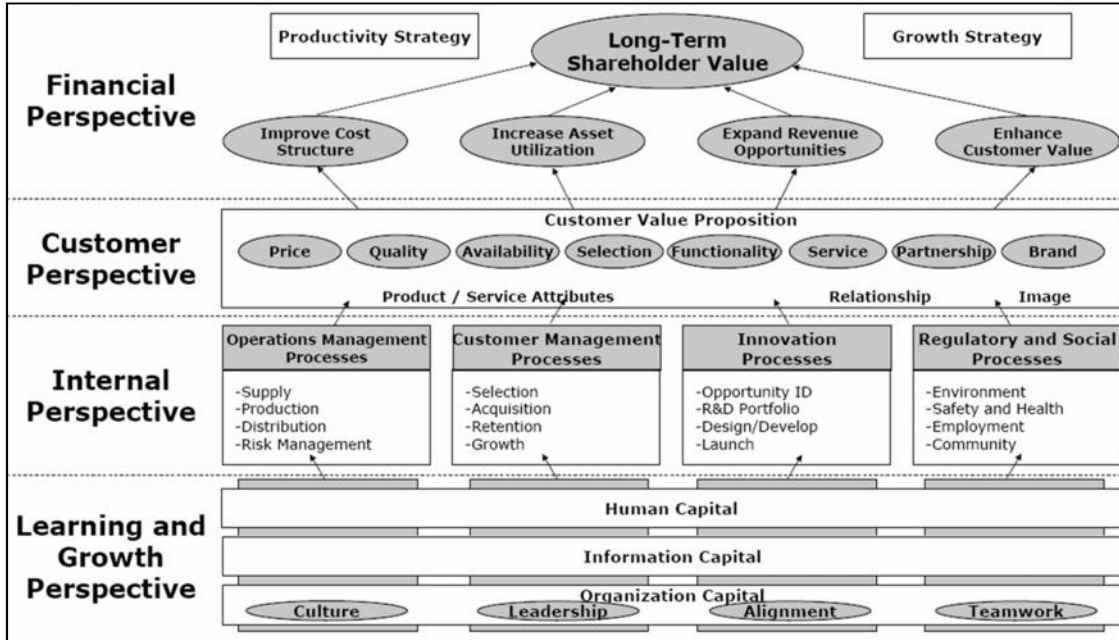 Financial
Perspective
Productivity Strategy
Long-Term
Shareholder Value
Growth Strategy
Improve Cost
Structure
Increase Asset
Utilization
Expand Revenue
Opportunities
Enhance
Customer Value
Customer
Perspective
Customer Value Proposition
Price
Quality
Availability
Selection
Functionality
Service
Partnership
Brand
Product / Service Attributes
Relationship
Image
Internal
Perspective
Operations Management
Processes
-Supply
-Production
-Distribution
-Risk Management
Customer Management
Processes
-Selection
-Acquisition
-Retention
-Growth
Innovation
Processes
-Opportunity ID
-R&D Portfolio
-Design/Develop
-Launch
Regulatory and Social
Processes
-Environment
-Safety and Health
-Employment
-Community
Learning and
Growth
Perspective
Human Capital
Information Capital
Organization Capital
Culture
Leadership
Alignment
Teamwork